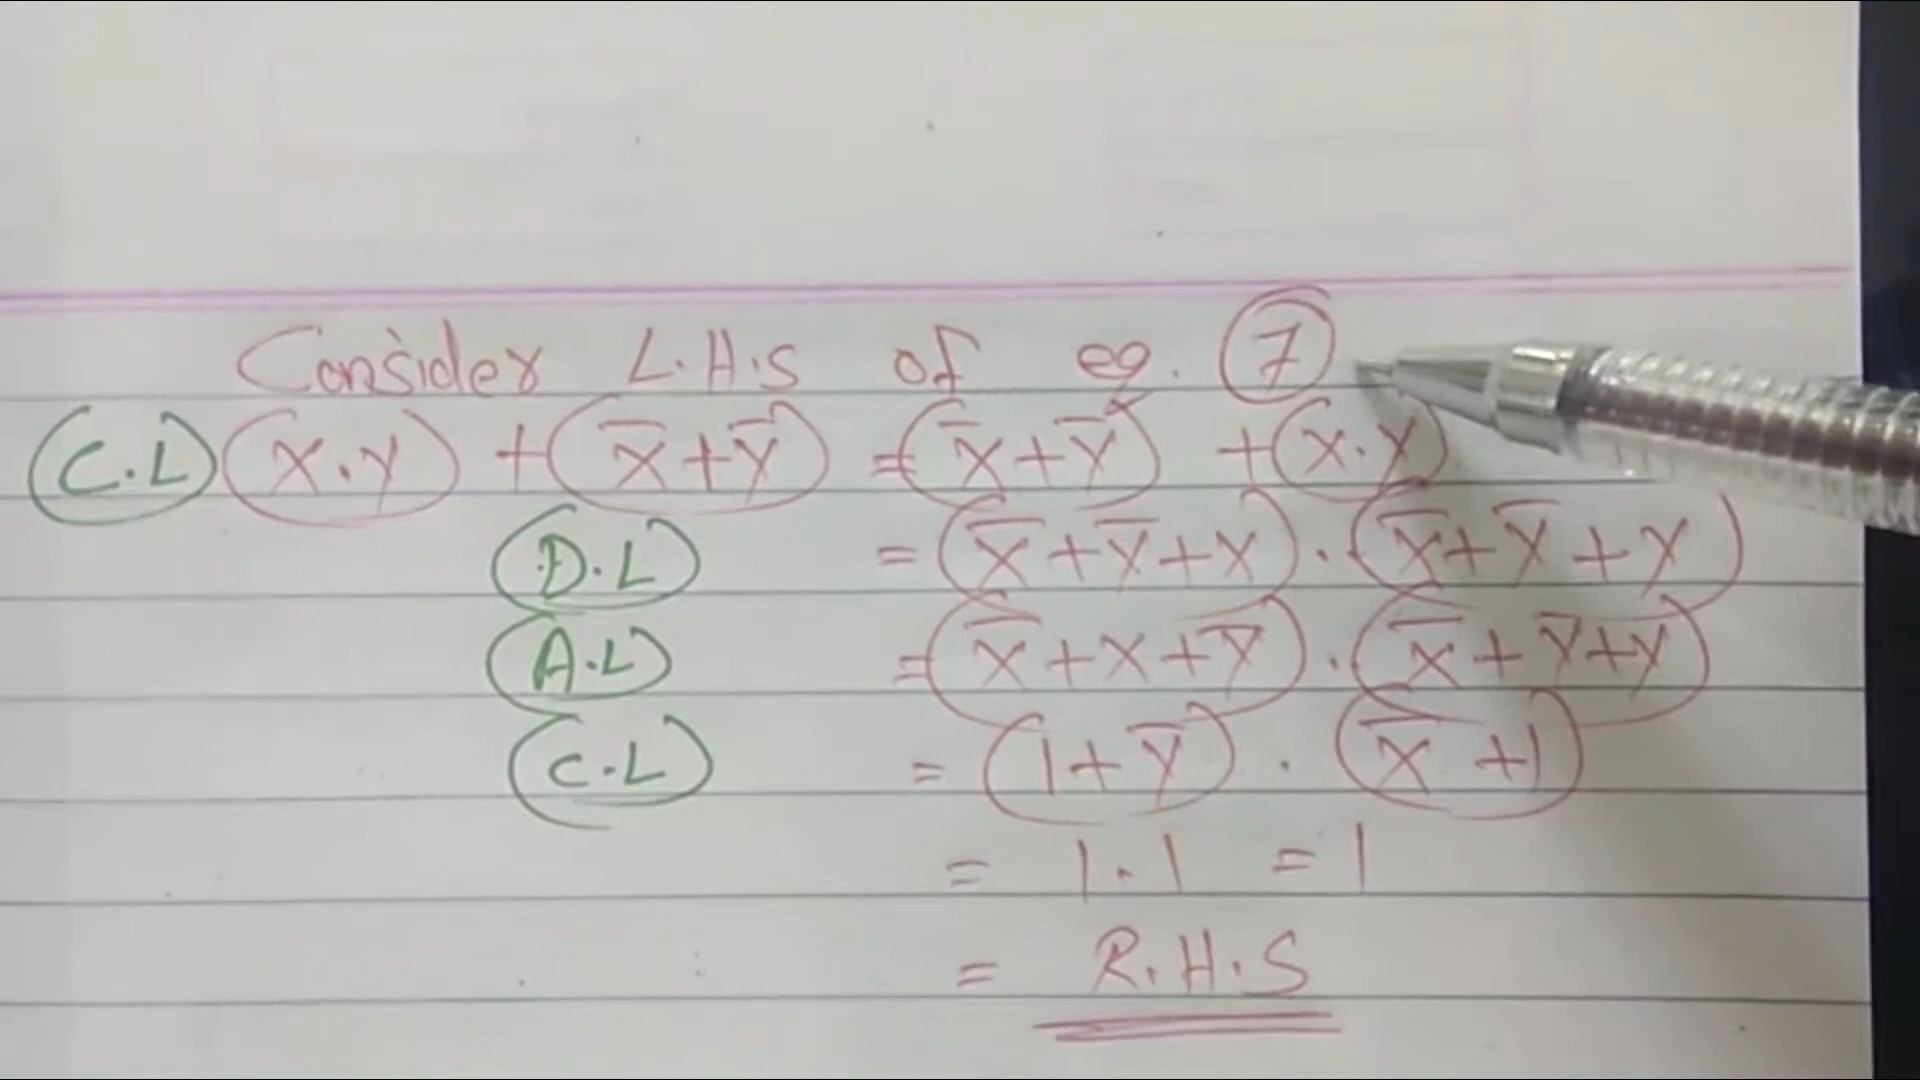 Consider L.H.S of eq. 7
C.L (X.Y) + (X̅+Y̅) = (X̅+Y̅) + (X.Y)
D.L = (X̅+Y̅+X) . (X̅+Y̅+Y)
A.L = (X̅+X+Y̅) . (X̅+Y̅+Y)
C.L = (1+Y̅) . (X̅+1)
= 1.1 = 1
= R.H.S